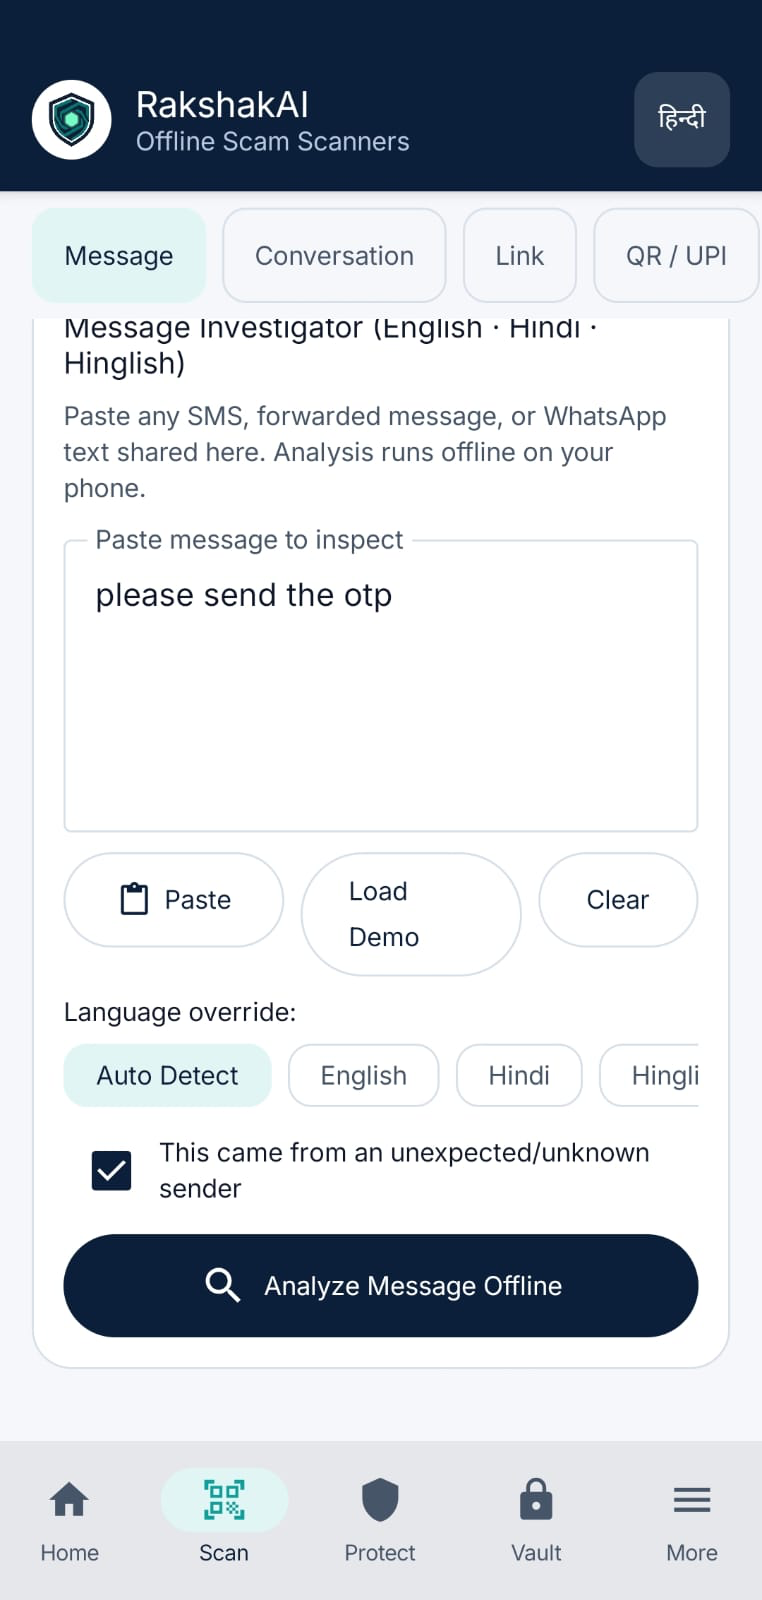 RakshakAI
Offline Scam Scanners
हिन्दी
Message
Conversation
Link
QR / UPI
Message Investigator (English · Hindi ·
Hinglish)
Paste any SMS, forwarded message, or WhatsApp
text shared here. Analysis runs offline on your
phone.
Paste message to inspect
please send the otp
Paste
Load
Demo
Clear
Language override:
Auto Detect
English
Hindi
Hingli
This came from an unexpected/unknown
sender
Analyze Message Offline
Home
Scan
Protect
Vault
More